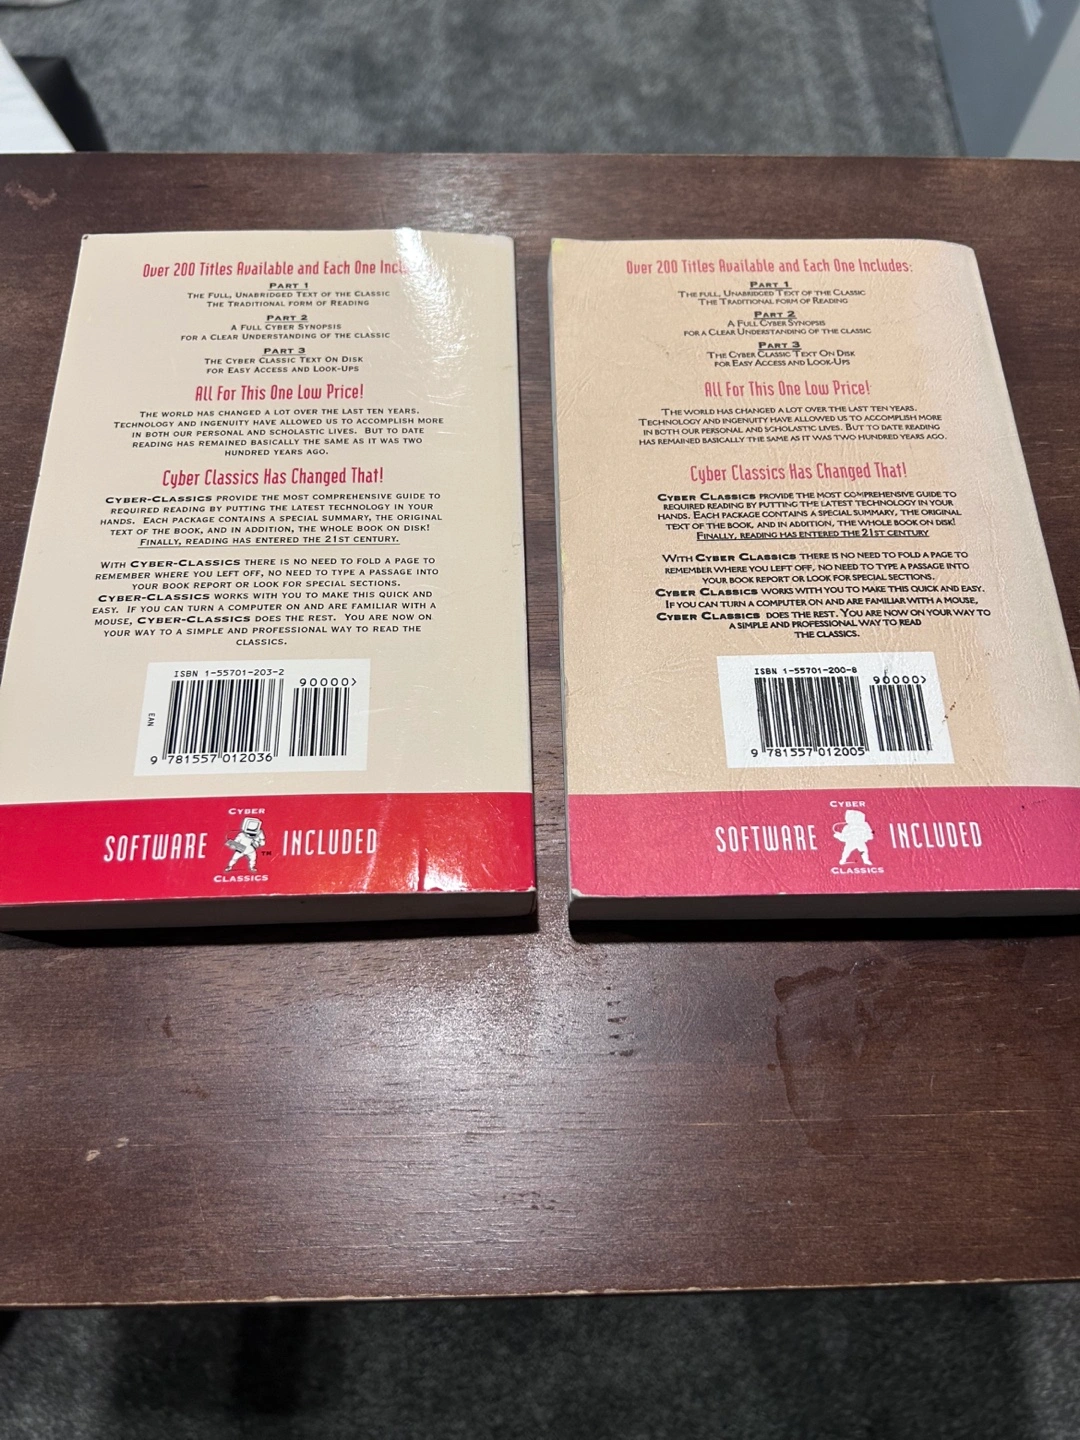 Over 200 Titles Available and Each One
PART 1
THE FULL, UNABRIDGED TEXT OF THE CLASSIC
THE TRADITIONAL FORM OF READING
PART 2
A FULL CYBER SYNOPSIS
FOR A CLEAR UNDERSTANDING OF THE CLASSIC
PART 3
THE CYBER CLASSIC TEXT ON DISK
FOR EASY ACCESS AND LOOK-UPS
All For This One Low Price!
THE WORLD HAS CHANGED A LOT OVER THE LAST TEN YEARS.
TECHNOLOGY AND INGENUITY HAVE ALLOWED US TO ACCOMPLISH MORE
IN BOTH OUR PERSONAL AND SCHOLASTIC LIVES. BUT TO DATE
READING HAS REMAINED BASICALLY THE SAME AS IT WAS TWO
HUNDRED YEARS AGO.
Cyber Classics Has Changed That!
CYBER-CLASSICS PROVIDE THE MOST COMPREHENSIVE GUIDE TO
REQUIRED READING BY PUTTING THE LATEST TECHNOLOGY IN YOUR
HANDS. EACH PACKAGE CONTAINS A SPECIAL SUMMARY, THE ORIGINAL
TEXT OF THE BOOK, AND IN ADDITION, THE WHOLE BOOK ON DISK!
FINALLY, READING HAS ENTERED THE 21ST CENTURY.
WITH CYBER-CLASSICS THERE IS NO NEED TO FOLD A PAGE TO
REMEMBER WHERE YOU LEFT OFF, NO NEED TO TYPE A PASSAGE INTO
YOUR BOOK REPORT OR LOOK FOR SPECIAL SECTIONS.
CYBER-CLASSICS WORKS WITH YOU TO MAKE THIS QUICK AND
EASY. IF YOU CAN TURN A COMPUTER ON AND ARE FAMILIAR WITH A
MOUSE, CYBER-CLASSICS DOES THE REST. YOU ARE NOW ON
YOUR WAY TO A SIMPLE AND PROFESSIONAL WAY TO READ THE
CLASSICS.
ISBN 1-55701-203-2
90000>
EAN
9 781557 012036
CYBER
SOFTWARE INCLUDED
TM
CLASSICS
Over 200 Titles Available and Each One Includes:
PART 1
THE FULL, UNABRIDGED TEXT OF THE CLASSIC
THE TRADITIONAL FORM OF READING
PART 2
A FULL CYBER SYNOPSIS
FOR A CLEAR UNDERSTANDING OF THE CLASSIC
PART 3
THE CYBER CLASSIC TEXT ON DISK
FOR EASY ACCESS AND LOOK-UPS
All For This One Low Price!
THE WORLD HAS CHANGED A LOT OVER THE LAST TEN YEARS.
TECHNOLOGY AND INGENUITY HAVE ALLOWED US TO ACCOMPLISH MORE
IN BOTH OUR PERSONAL AND SCHOLASTIC LIVES. BUT TO DATE READING
HAS REMAINED BASICALLY THE SAME AS IT WAS TWO HUNDRED YEARS AGO.
Cyber Classics Has Changed That!
CYBER CLASSICS PROVIDE THE MOST COMPREHENSIVE GUIDE TO
REQUIRED READING BY PUTTING THE LATEST TECHNOLOGY IN YOUR
HANDS. EACH PACKAGE CONTAINS A SPECIAL SUMMARY, THE ORIGINAL
TEXT OF THE BOOK, AND IN ADDITION, THE WHOLE BOOK ON DISK!
FINALLY, READING HAS ENTERED THE 21ST CENTURY
WITH CYBER CLASSICS THERE IS NO NEED TO FOLD A PAGE TO
REMEMBER WHERE YOU LEFT OFF, NO NEED TO TYPE A PASSAGE INTO
YOUR BOOK REPORT OR LOOK FOR SPECIAL SECTIONS.
CYBER CLASSICS WORKS WITH YOU TO MAKE THIS QUICK AND EASY.
IF YOU CAN TURN A COMPUTER ON AND ARE FAMILIAR WITH A MOUSE,
CYBER CLASSICS DOES THE REST. YOU ARE NOW ON YOUR WAY TO
A SIMPLE AND PROFESSIONAL WAY TO READ
THE CLASSICS.
ISBN 1-55701-200-8
90000>
9 781557 012005
CYBER
SOFTWARE INCLUDED
CLASSICS